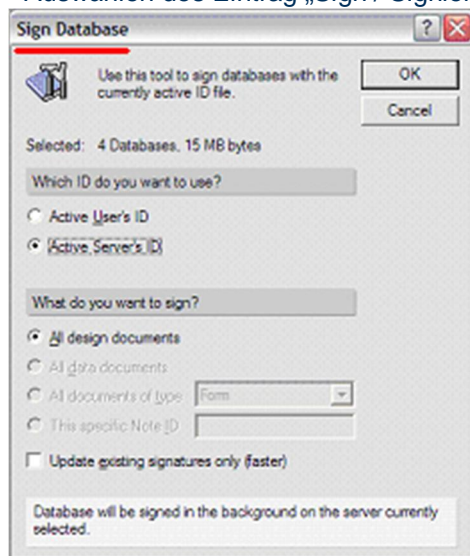 Sign Database
Use this tool to sign databases with the
currently active ID file.
OK
Cancel
Selected: 4 Databases, 15 MB bytes
Which ID do you want to use?
Active User's ID
Active Server's ID
What do you want to sign?
All design documents
All data documents
All documents of type Form
This specific Note ID
Update existing signatures only (faster)
Database will be signed in the background on the server currently
selected.